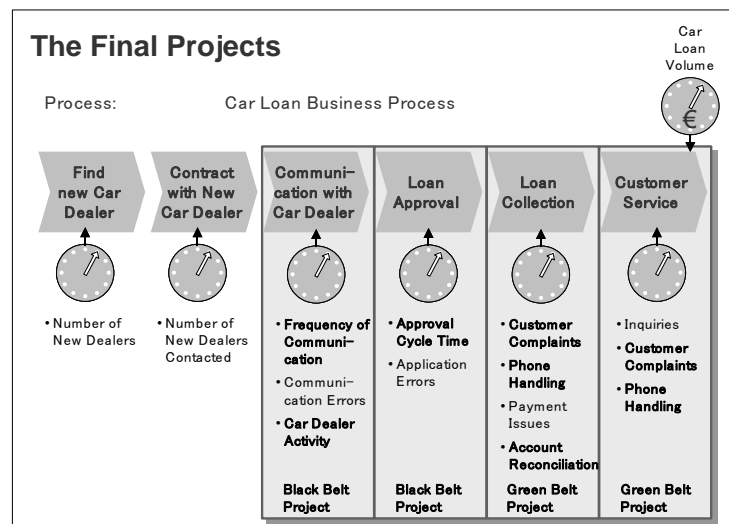 The Final Projects
Car
Loan
Volume
€
Process: Car Loan Business Process
Find
new Car
Dealer
Contract
with New
Car Dealer
Communi–
cation with
Car Dealer
Loan
Approval
Loan
Collection
Customer
Service
• Number of
New Dealers
• Number of
New Dealers
Contacted
• Frequency of
Communi–
cation
• Communi–
cation Errors
• Car Dealer
Activity
• Approval
Cycle Time
• Application
Errors
• Customer
Complaints
• Phone
Handling
• Payment
Issues
• Account
Reconciliation
• Inquiries
• Customer
Complaints
• Phone
Handling
Black Belt
Project
Black Belt
Project
Green Belt
Project
Green Belt
Project